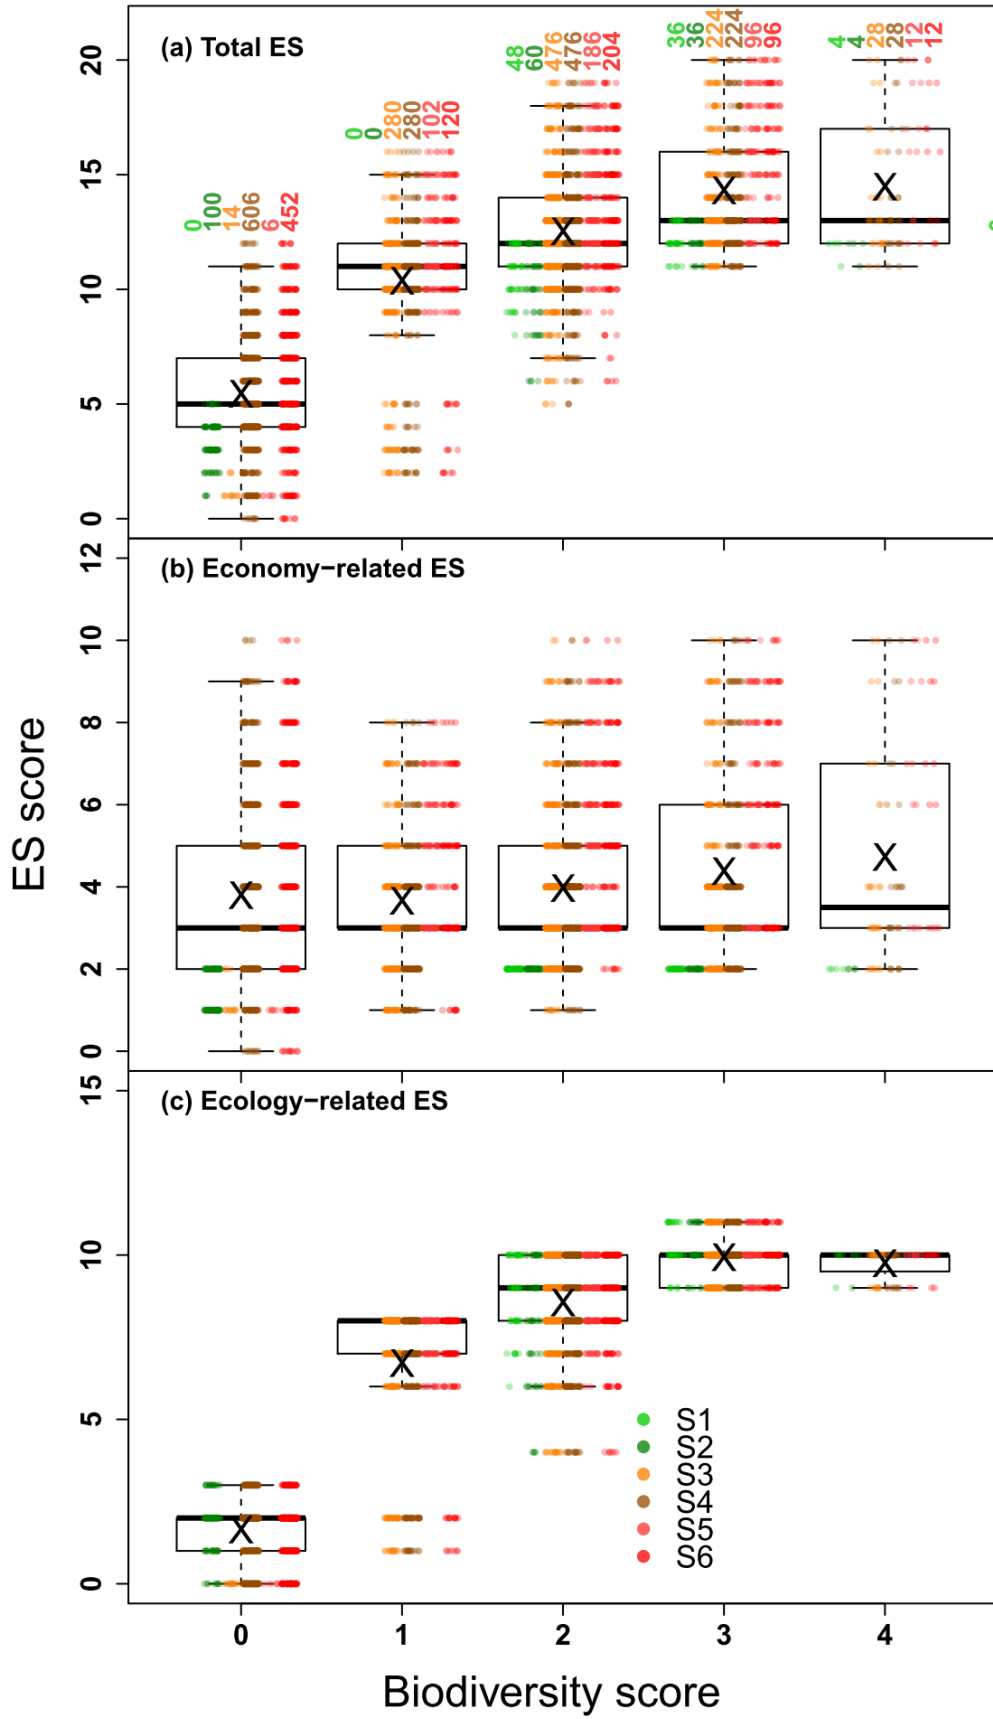 (a) Total ES
0 100 14 606 6 452
0 0 280 280 102 120
48 60 476 476 186 204
36 36 224 224 96 96
4 4 28 28 12 12
20
15
10
5
0
(b) Economy−related ES
12
10
8
6
4
2
0
ES score
(c) Ecology−related ES
15
10
5
0
S1
S2
S3
S4
S5
S6
0 1 2 3 4
Biodiversity score